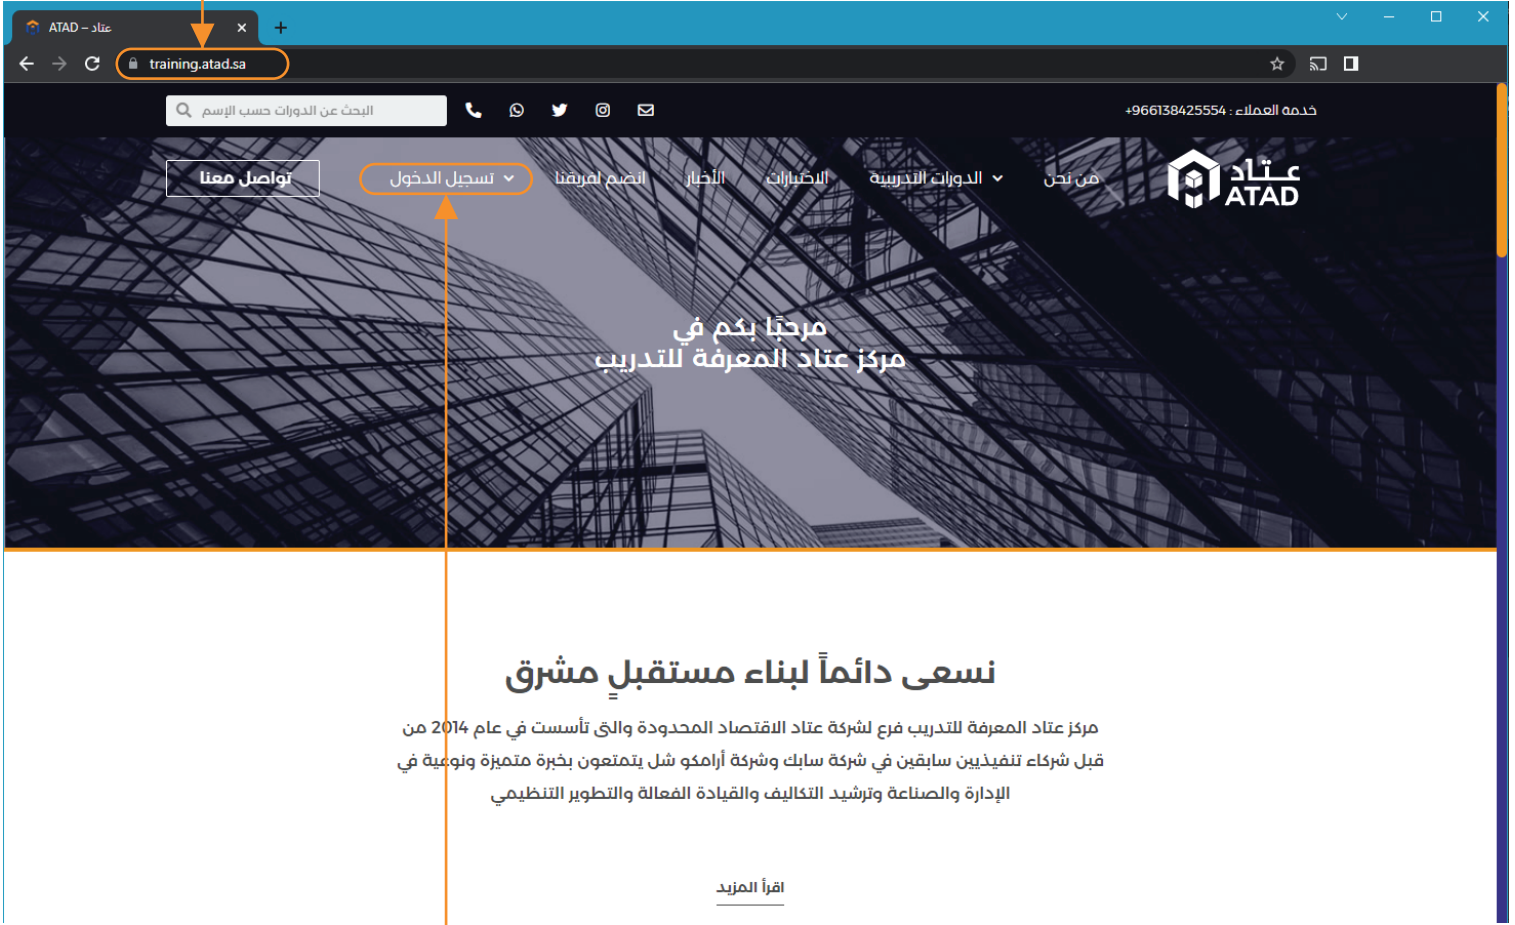 ATAD – عتاد
training.atad.sa
خدمة العملاء : 966138425554+
البحث عن الدورات حسب الإسم
عتاد
ATAD
من نحن
الدورات التدريبية
الاختبارات
الأخبار
انضم لفريقنا
تسجيل الدخول
تواصل معنا
مرحبًا بكم في
مركز عتاد المعرفة للتدريب
نسعى دائماً لبناء مستقبلٍ مشرق
مركز عتاد المعرفة للتدريب فرع لشركة عتاد الاقتصاد المحدودة والتى تأسست في عام 2014 من
قبل شركاء تنفيذيين سابقين في شركة سابك وشركة أرامكو شل يتمتعون بخبرة متميزة ونوعية في
الإدارة والصناعة وترشيد التكاليف والقيادة الفعالة والتطوير التنظيمي
اقرأ المزيد